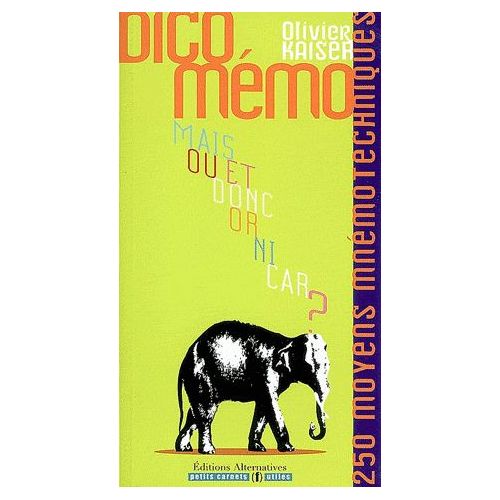 DICO
mémo
Olivier
KAISER
MAIS
OU ET
DONC
OR
NI
CAR ?
250 MOYENS MNÉMOTECHNIQUES
Éditions Alternatives
petits carnets (f) utiles